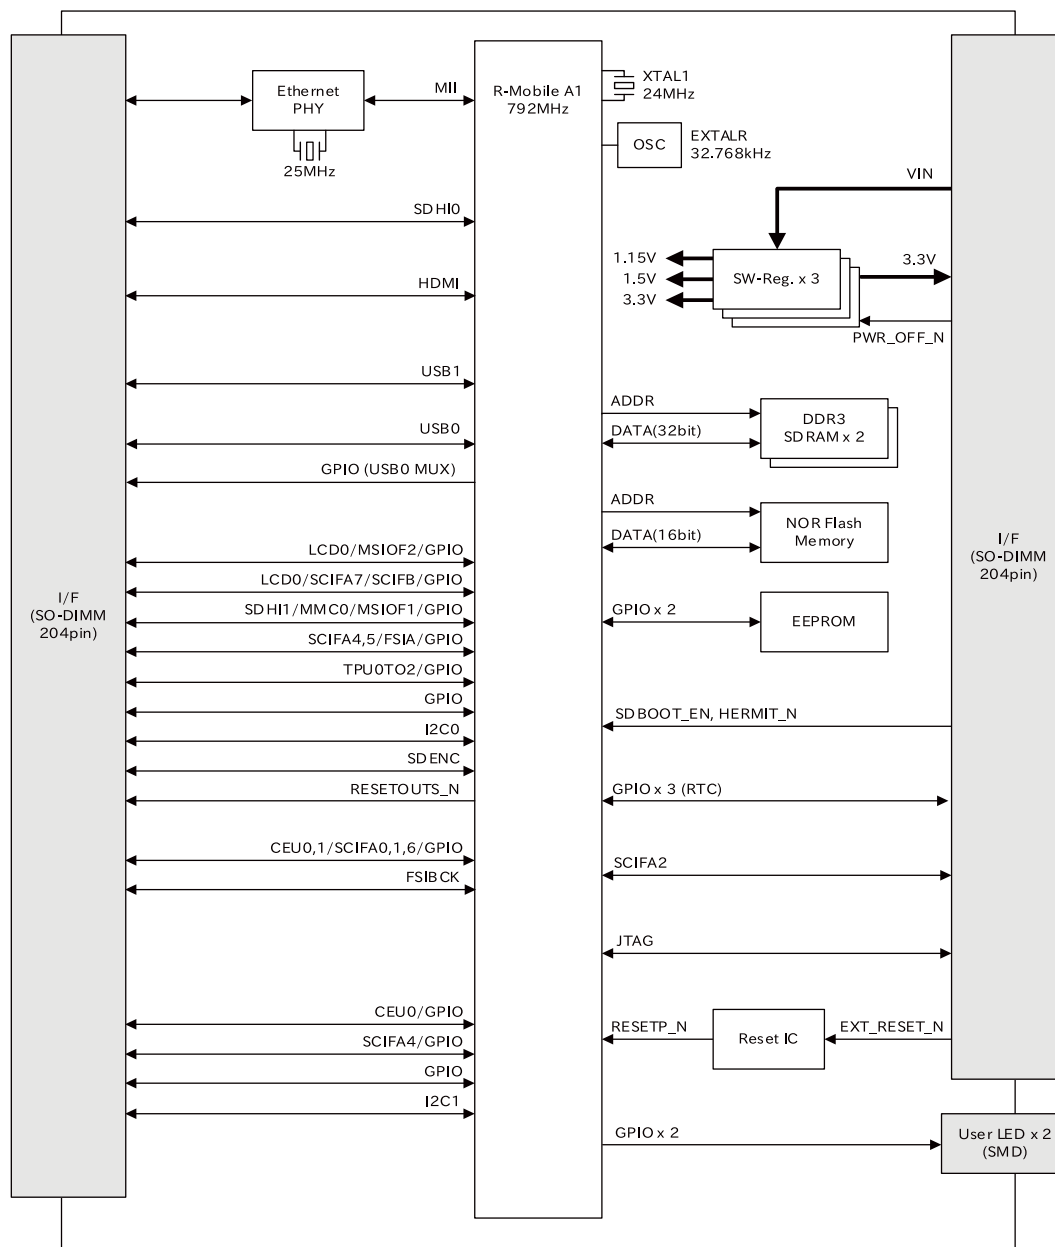 Ethernet
PHY
25MHz
MII
R-Mobile A1
792MHz
XTAL1
24MHz
OSC
EXTALR
32.768kHz
VIN
SDHI0
1.15V
1.5V
3.3V
SW-Reg. x 3
3.3V
PWR_OFF_N
HDMI
USB1
USB0
GPIO (USB0 MUX)
ADDR
DATA(32bit)
DDR3
SDRAM x 2
ADDR
DATA(16bit)
NOR Flash
Memory
LCD0/MSIOF2/GPIO
LCD0/SCIFA7/SCIFB/GPIO
SDHI1/MMC0/MSIOF1/GPIO
SCIFA4,5/FSIA/GPIO
TPU0TO2/GPIO
GPIO
I2C0
SDENC
RESETOUTS_N
I/F
(SO-DIMM
204pin)
I/F
(SO-DIMM
204pin)
GPIO x 2
EEPROM
SDBOOT_EN, HERMIT_N
GPIO x 3 (RTC)
CEU0,1/SCIFA0,1,6/GPIO
FSIBCK
SCIFA2
JTAG
CEU0/GPIO
SCIFA4/GPIO
GPIO
I2C1
RESETP_N
Reset IC
EXT_RESET_N
GPIO x 2
User LED x 2
(SMD)